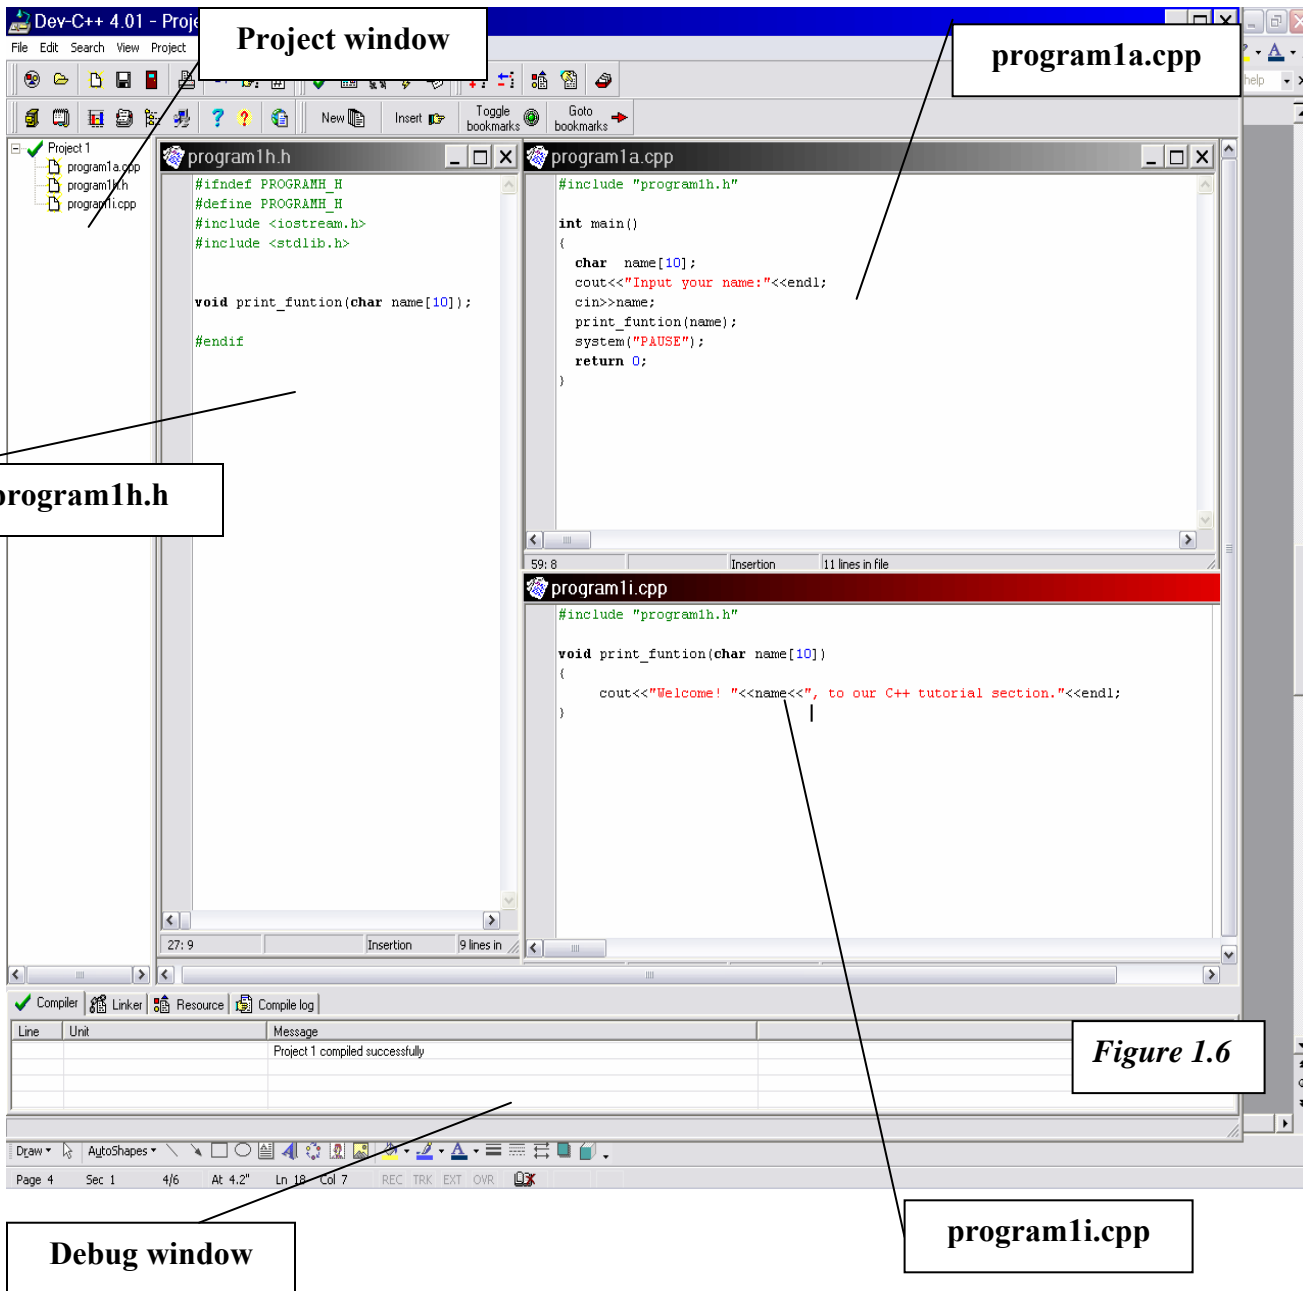 Dev-C++ 4.01 - Proje
Project window
program1a.cpp
File Edit Search View Project
help
New Insert Toggle bookmarks Goto bookmarks
Project 1
program1a.cpp
program1h.h
program1i.cpp
program1h.h
#ifndef PROGRAMH_H
#define PROGRAMH_H
#include <iostream.h>
#include <stdlib.h>
void print_funtion(char name[10]);
#endif
27: 9 Insertion 9 lines in
program1h.h
program1a.cpp
#include "program1h.h"
int main()
{
char name[10];
cout<<"Input your name:"<<endl;
cin>>name;
print_funtion(name);
system("PAUSE");
return 0;
}
59: 8 Insertion 11 lines in file
program1i.cpp
#include "program1h.h"
void print_funtion(char name[10])
{
cout<<"Welcome! "<<name<<", to our C++ tutorial section."<<endl;
}
Compiler Linker Resource Compile log
Line Unit Message
Project 1 compiled successfully
Figure 1.6
Draw AutoShapes
Page 4 Sec 1 4/6 At 4.2" Ln 18 Col 7 REC TRK EXT OVR
Debug window
program1i.cpp